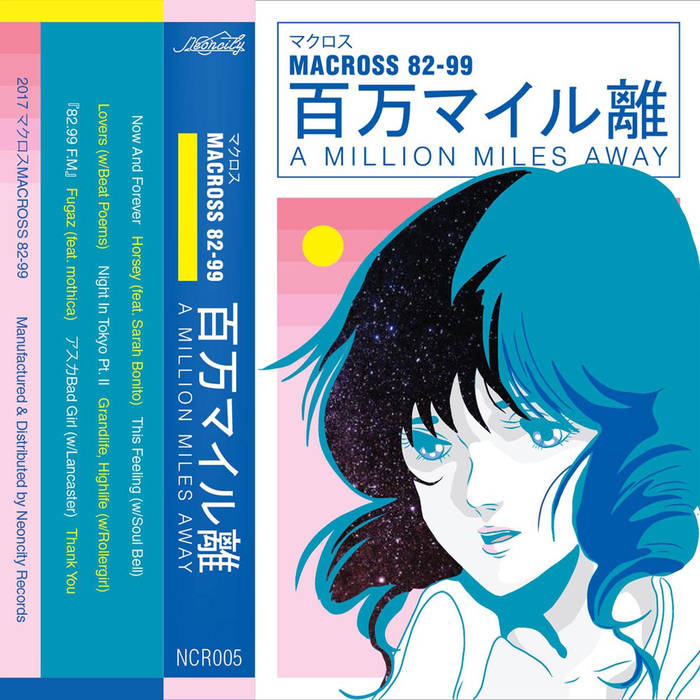 マクロス
MACROSS 82-99
百万マイル離
A MILLION MILES AWAY
Neoncity
マクロス
MACROSS 82-99
百万マイル離
A MILLION MILES AWAY
NCR005
Now And Forever Horsey (feat. Sarah Bonito) This Feeling (w/Soul Bell)
Lovers (w/Beat Poems) Night In Tokyo Pt. II Grandlife, Highlife (w/Rollergirl)
『82.99 F.M』 Fugaz (feat. mothica) アスカBad Girl (w/Lancaster) Thank You
2017 マクロスMACROSS 82-99 Manufactured & Distributed by Neoncity Records